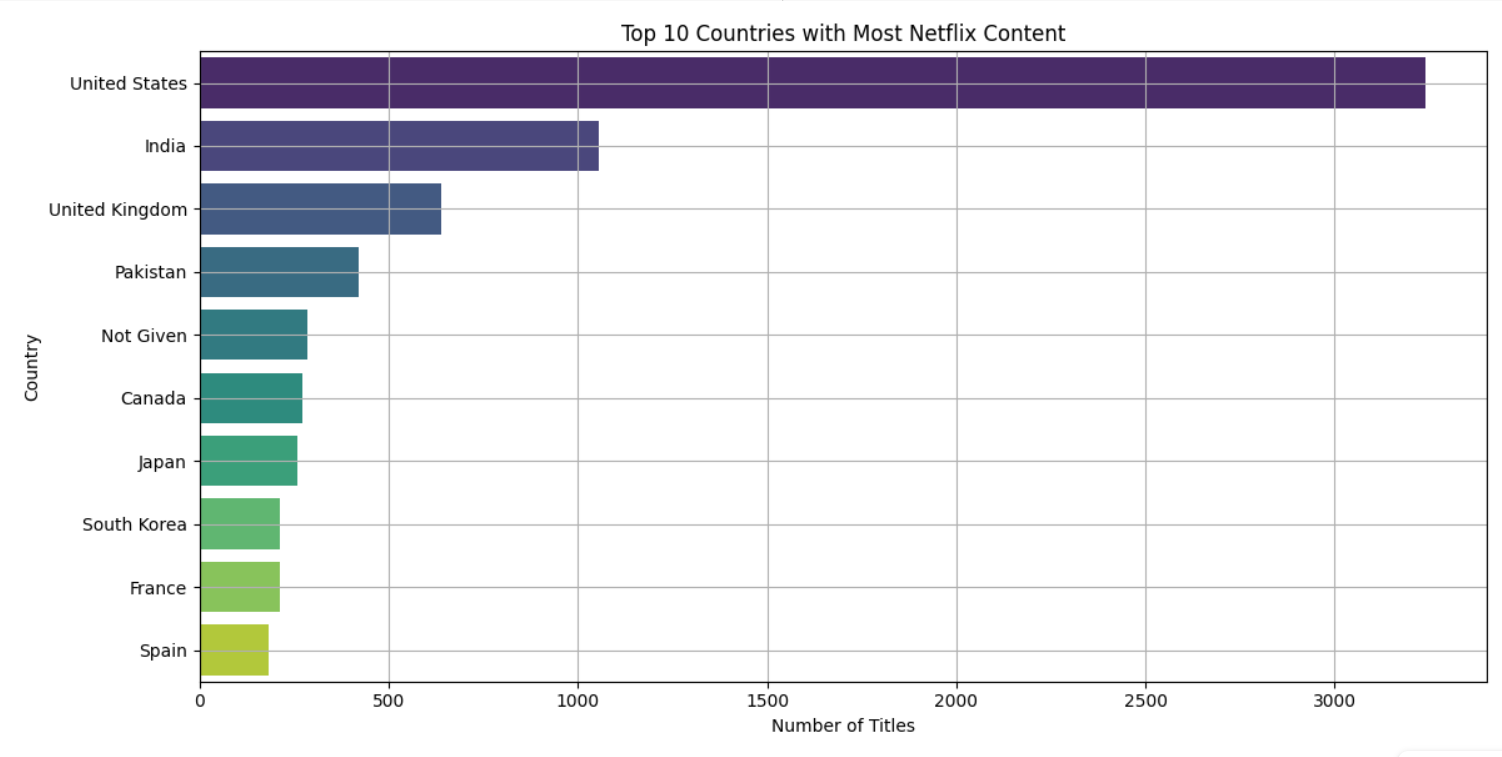 Top 10 Countries with Most Netflix Content
United States
India
United Kingdom
Pakistan
Not Given
Canada
Japan
South Korea
France
Spain
Country
0 500 1000 1500 2000 2500 3000
Number of Titles